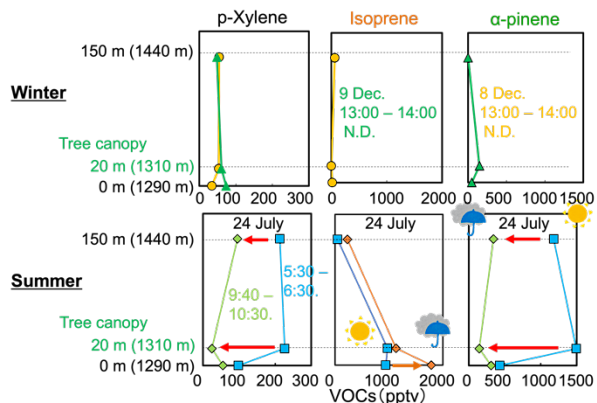 p-Xylene Isoprene α-pinene
150 m (1440 m)
Winter
9 Dec.
13:00 – 14:00
N.D.
8 Dec.
13:00 – 14:00
N.D.
Tree canopy
20 m (1310 m)
0 m (1290 m)
0 100 200 300
0 1000 2000
0 500 1000 1500
24 July 24 July 24 July
150 m (1440 m)
5:30 –
6:30.
Summer
9:40 –
10:30.
Tree canopy
20 m (1310 m)
0 m (1290 m)
0 100 200 300
0 1000 2000
0 500 1000 1500
VOCs (pptv)